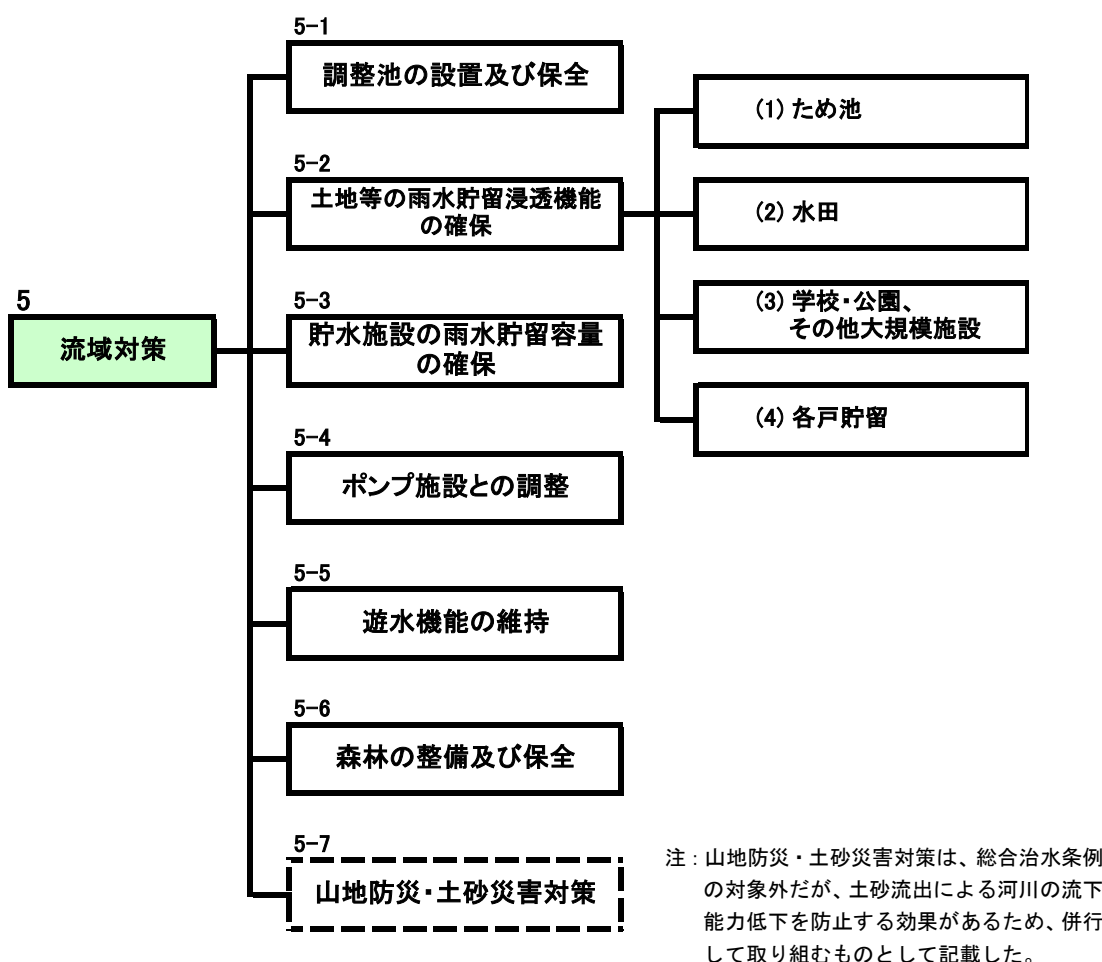 5
流域対策
5-1
調整池の設置及び保全
5-2
土地等の雨水貯留浸透機能
の確保
(1) ため池
(2) 水田
(3) 学校・公園、
その他大規模施設
(4) 各戸貯留
5-3
貯水施設の雨水貯留容量
の確保
5-4
ポンプ施設との調整
5-5
遊水機能の維持
5-6
森林の整備及び保全
5-7
山地防災・土砂災害対策
注：山地防災・土砂災害対策は、総合治水条例
の対象外だが、土砂流出による河川の流下
能力低下を防止する効果があるため、併行
して取り組むものとして記載した。